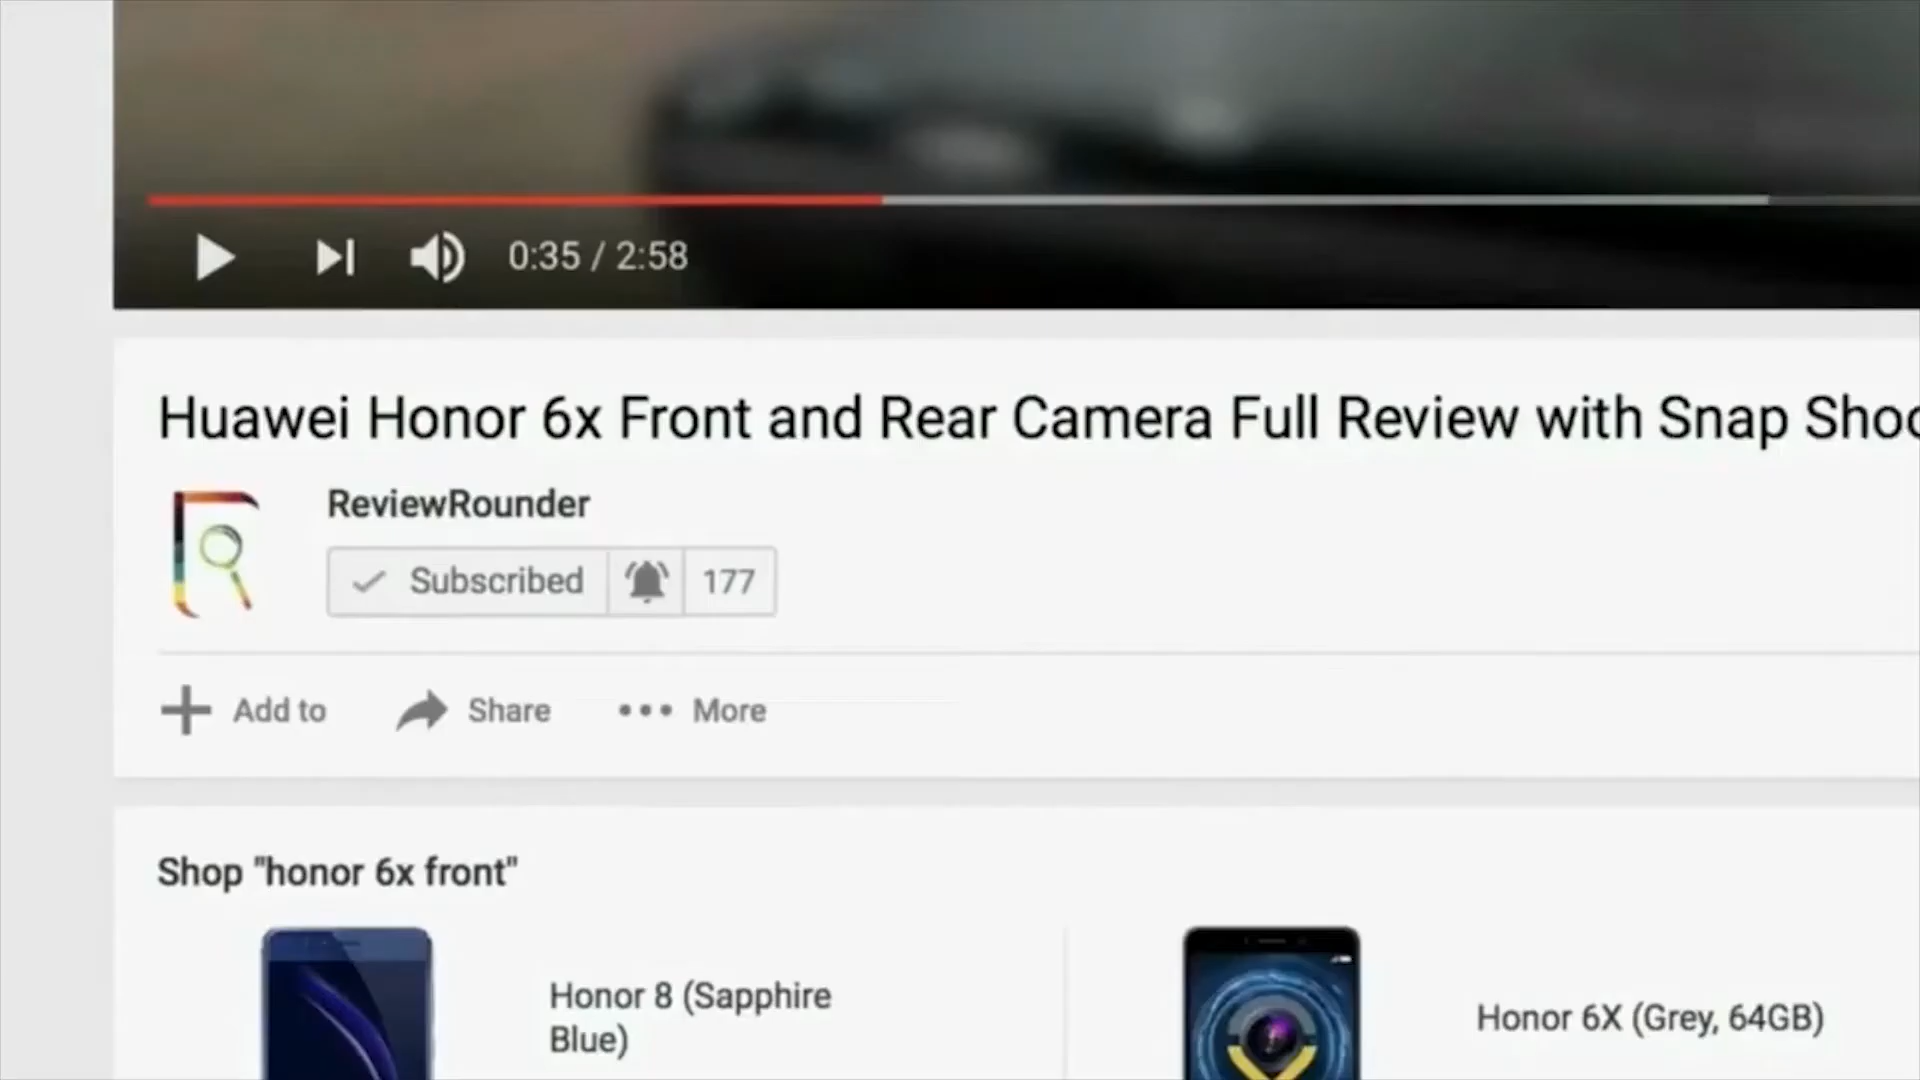 0:35 / 2:58
Huawei Honor 6x Front and Rear Camera Full Review with Snap Shoo
ReviewRounder
Subscribed 177
Add to Share More
Shop "honor 6x front"
Honor 8 (Sapphire
Blue)
Honor 6X (Grey, 64GB)